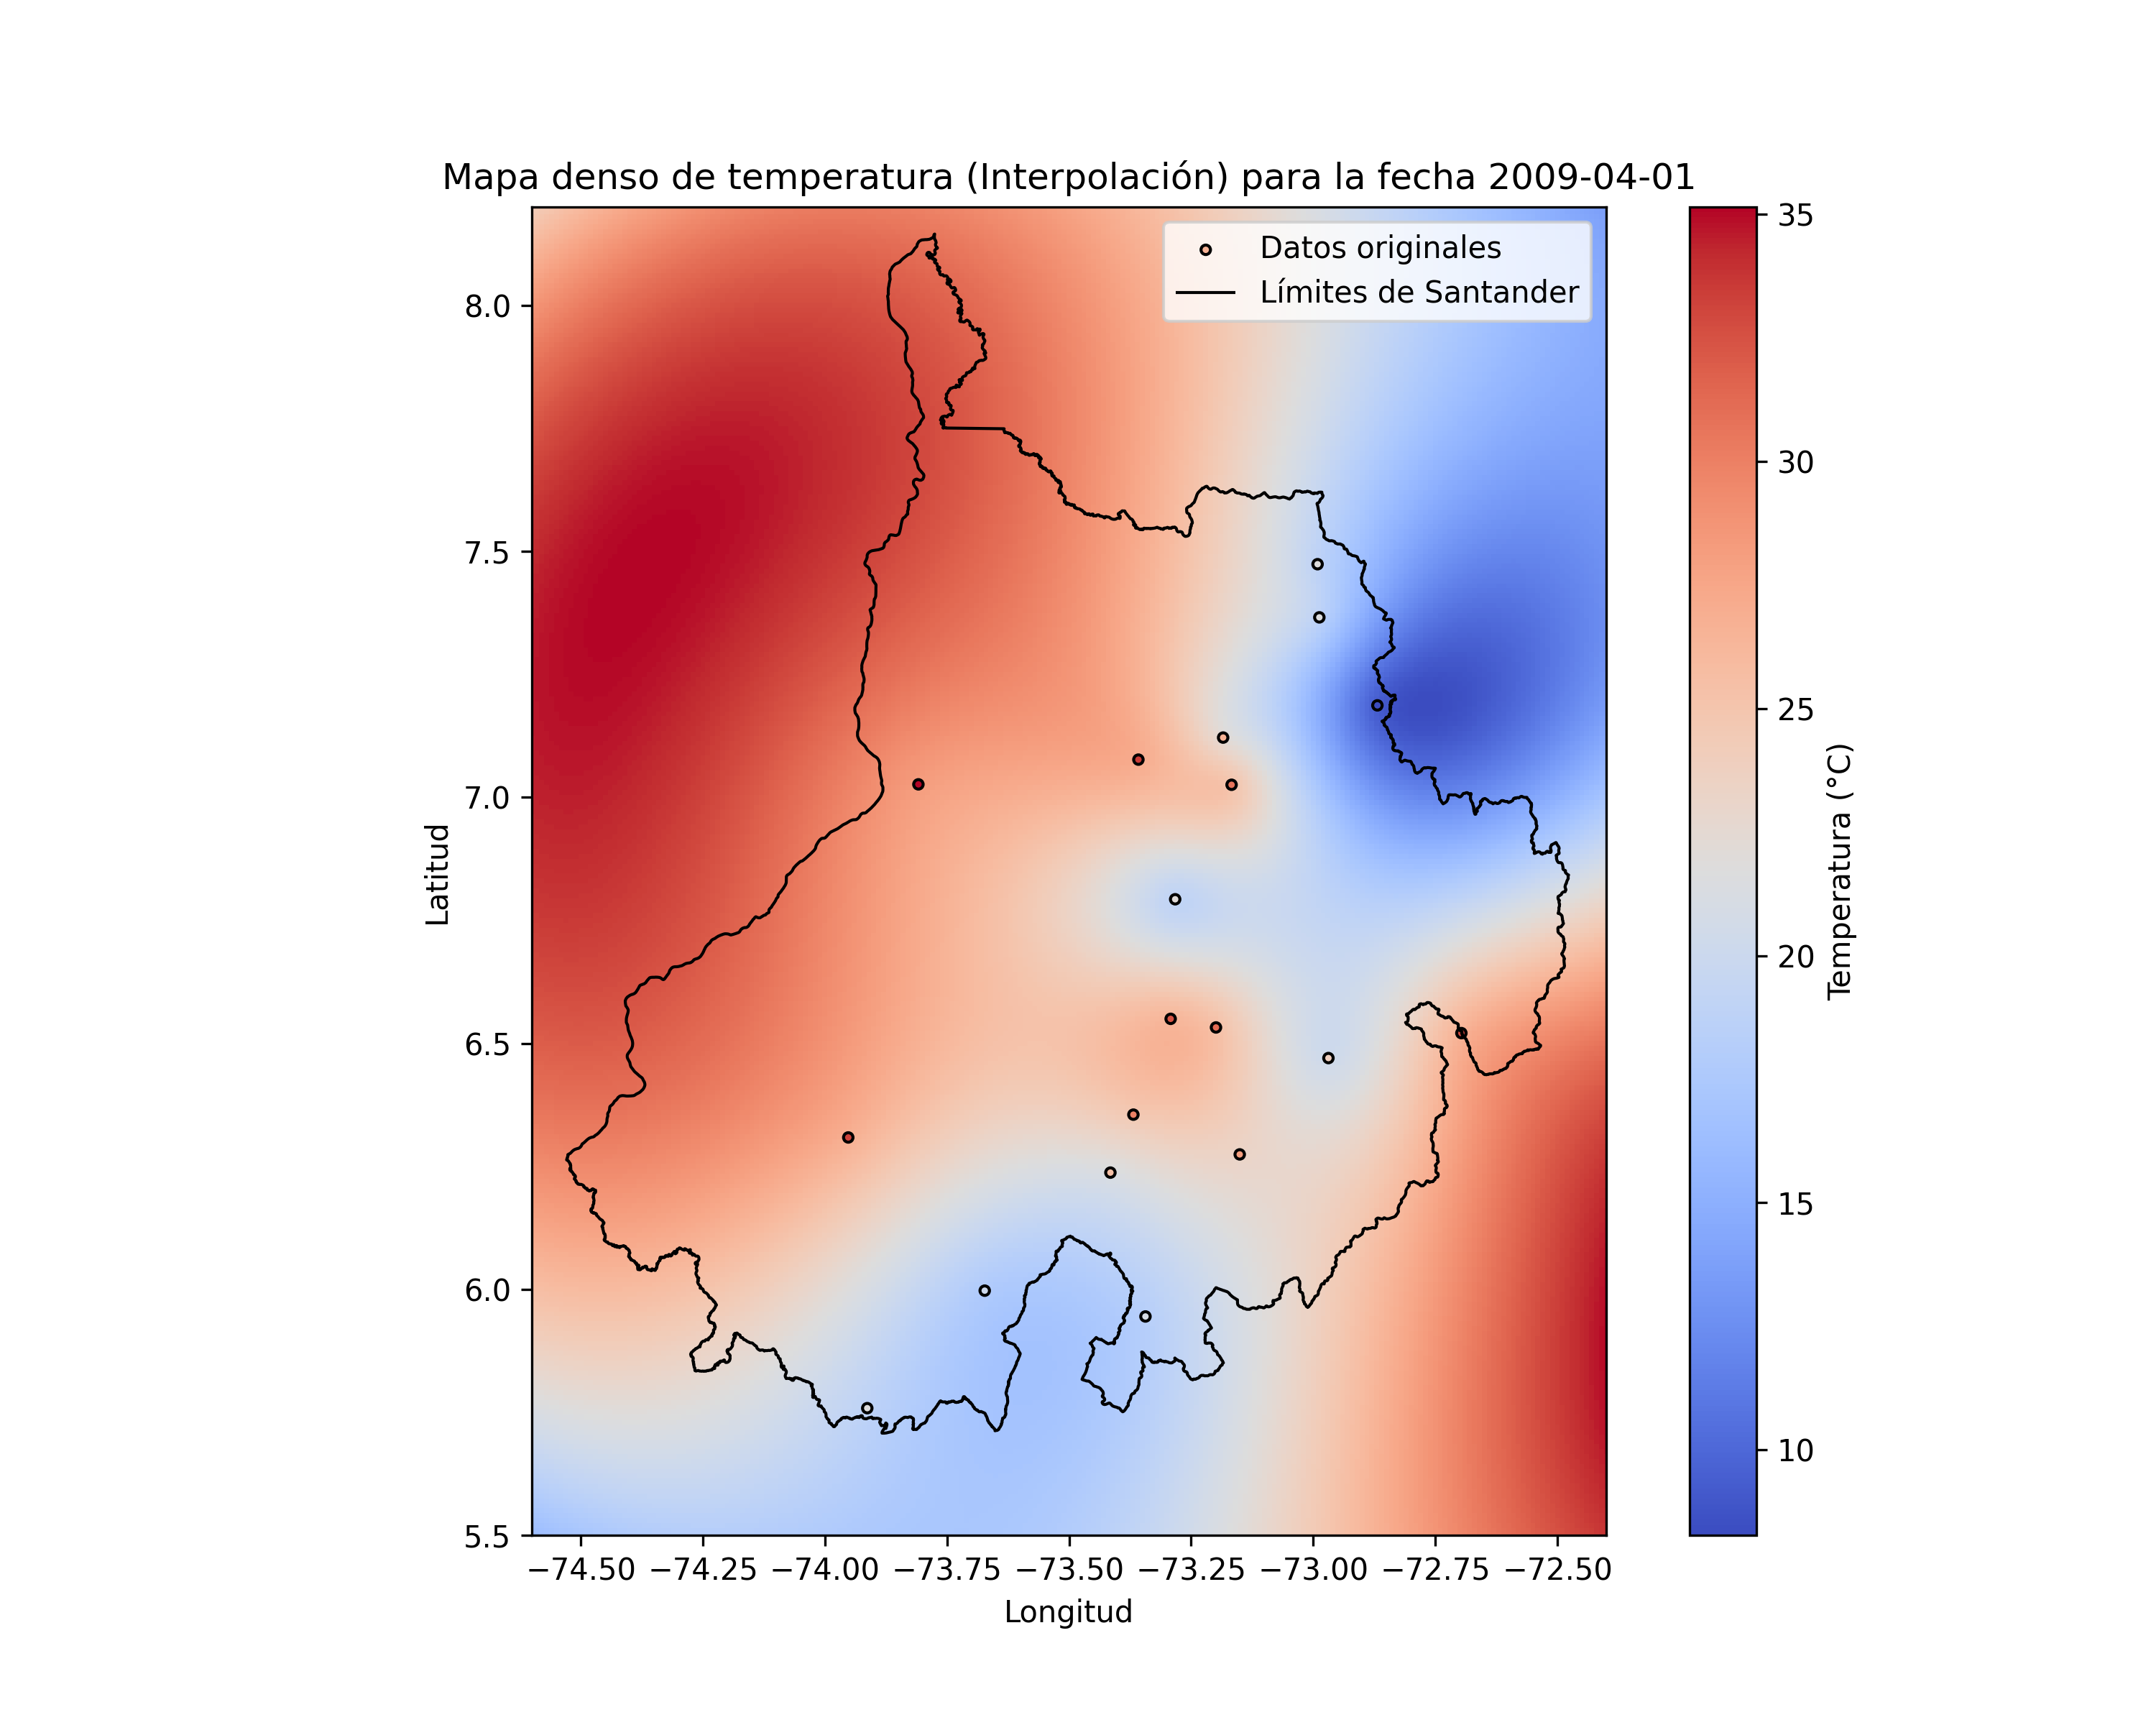 Mapa denso de temperatura (Interpolación) para la fecha 2009-04-01
Datos originales
Límites de Santander
8.0
7.5
7.0
6.5
6.0
5.5
Latitud
−74.50 −74.25 −74.00 −73.75 −73.50 −73.25 −73.00 −72.75 −72.50
Longitud
35
30
25
20
15
10
Temperatura (°C)